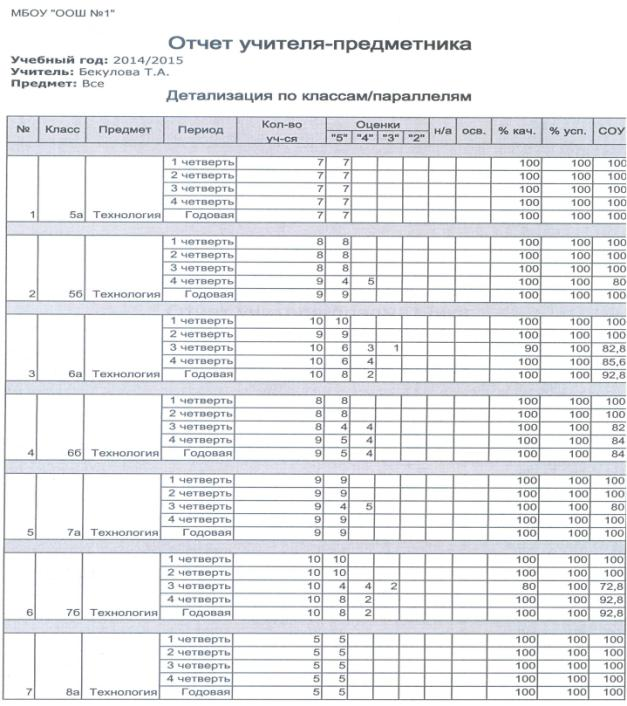 МБОУ "ООШ №1"
Отчет учителя-предметника
Учебный год: 2014/2015
Учитель: Бекулова Т.А.
Предмет: Все
Детализация по классам/параллелям
№ Класс Предмет Период Кол-во уч-ся Оценки "5" "4" "3" "2" н/а осв. % кач. % усп. СОУ
1 четверть 7 7 100 100 100
2 четверть 7 7 100 100 100
3 четверть 7 7 100 100 100
4 четверть 7 7 100 100 100
1 5а Технология Годовая 7 7 100 100 100
1 четверть 8 8 100 100 100
2 четверть 8 8 100 100 100
3 четверть 8 8 100 100 100
4 четверть 9 4 5 100 100 80
2 5б Технология Годовая 9 9 100 100 100
1 четверть 10 10 100 100 100
2 четверть 9 9 100 100 100
3 четверть 10 6 3 1 90 100 82,8
4 четверть 10 6 4 100 100 85,6
3 6а Технология Годовая 10 8 2 100 100 92,8
1 четверть 8 8 100 100 100
2 четверть 8 8 100 100 100
3 четверть 8 4 4 100 100 82
4 четверть 9 5 4 100 100 84
4 6б Технология Годовая 9 5 4 100 100 84
1 четверть 9 9 100 100 100
2 четверть 9 9 100 100 100
3 четверть 9 4 5 100 100 80
4 четверть 9 9 100 100 100
5 7а Технология Годовая 9 9 100 100 100
1 четверть 10 10 100 100 100
2 четверть 10 10 100 100 100
3 четверть 10 4 4 2 80 100 72,8
4 четверть 10 8 2 100 100 92,8
6 7б Технология Годовая 10 8 2 100 100 92,8
1 четверть 5 5 100 100 100
2 четверть 5 5 100 100 100
3 четверть 5 5 100 100 100
4 четверть 5 5 100 100 100
7 8а Технология Годовая 5 5 100 100 100